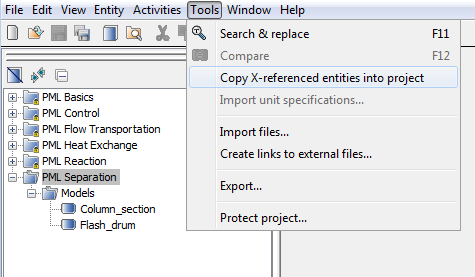 File Edit View Entity Activities Tools Window Help
Search & replace F11
Compare F12
Copy X-referenced entities into project
Import unit specifications...
Import files...
Create links to external files...
Export...
Protect project...
PML Basics
PML Control
PML Flow Transportation
PML Heat Exchange
PML Reaction
PML Separation
Models
Column_section
Flash_drum